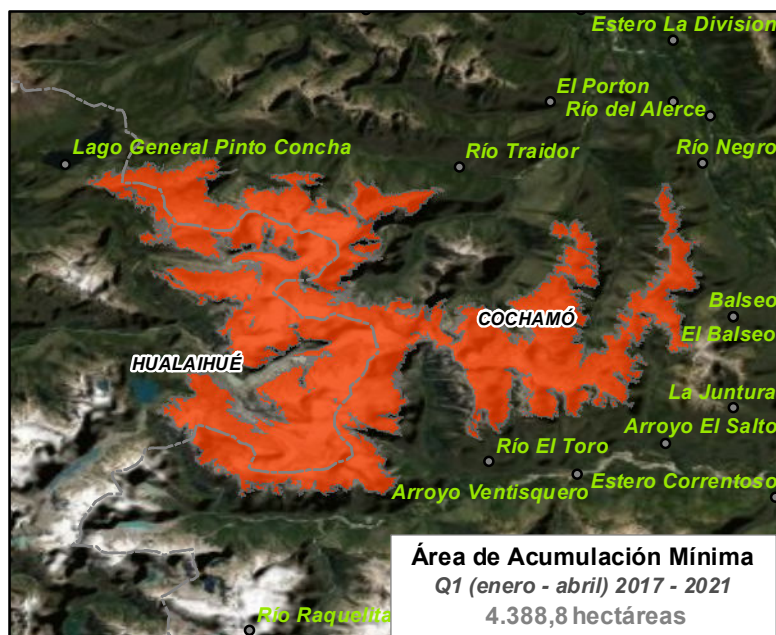 Estero La Division
El Porton
Río del Alerce
Lago General Pinto Concha
Río Traidor
Río Negro
Balseo
COCHAMÓ
El Balseo
HUALAIHUÉ
La Juntura
Arroyo El Salto
Río El Toro
Estero Correntoso
Arroyo Ventisquero
Área de Acumulación Mínima
Q1 (enero - abril) 2017 - 2021
4.388,8 hectáreas
Rio Raquelita